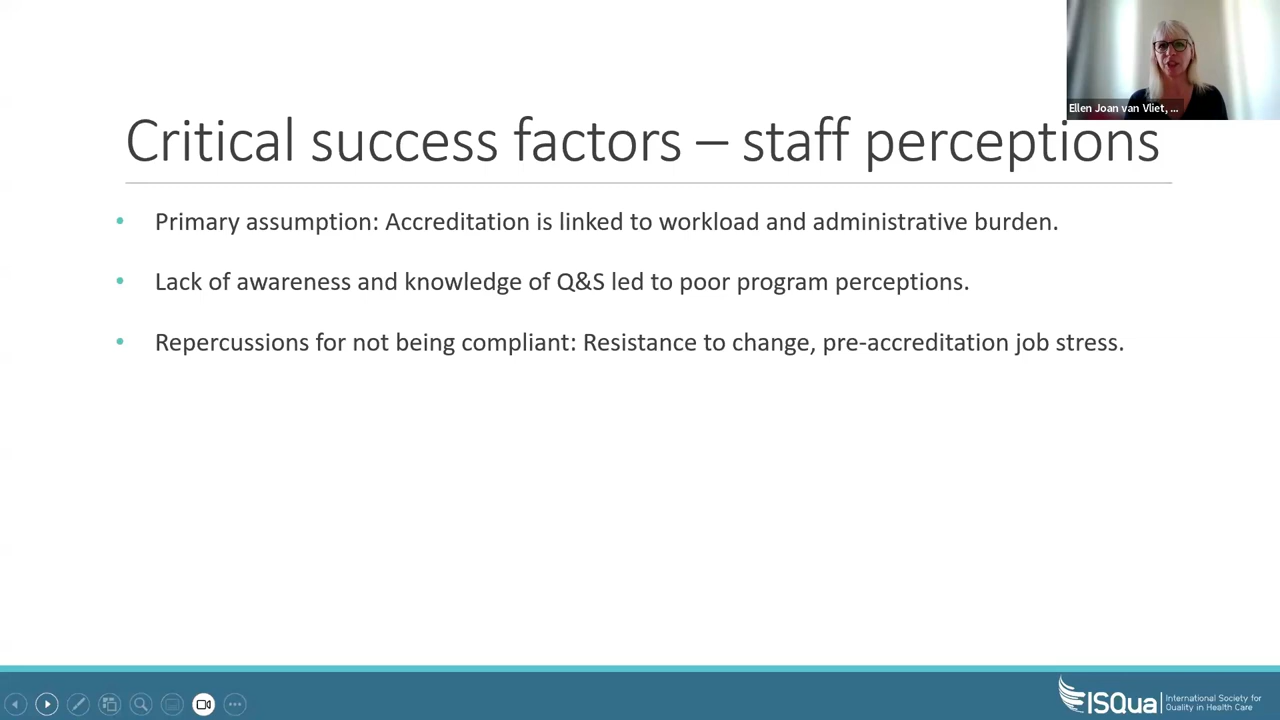 Ellen Joan van Vliet, ...
Critical success factors – staff perceptions
• Primary assumption: Accreditation is linked to workload and administrative burden.
• Lack of awareness and knowledge of Q&S led to poor program perceptions.
• Repercussions for not being compliant: Resistance to change, pre-accreditation job stress.
ISQua
International Society for
Quality in Health Care